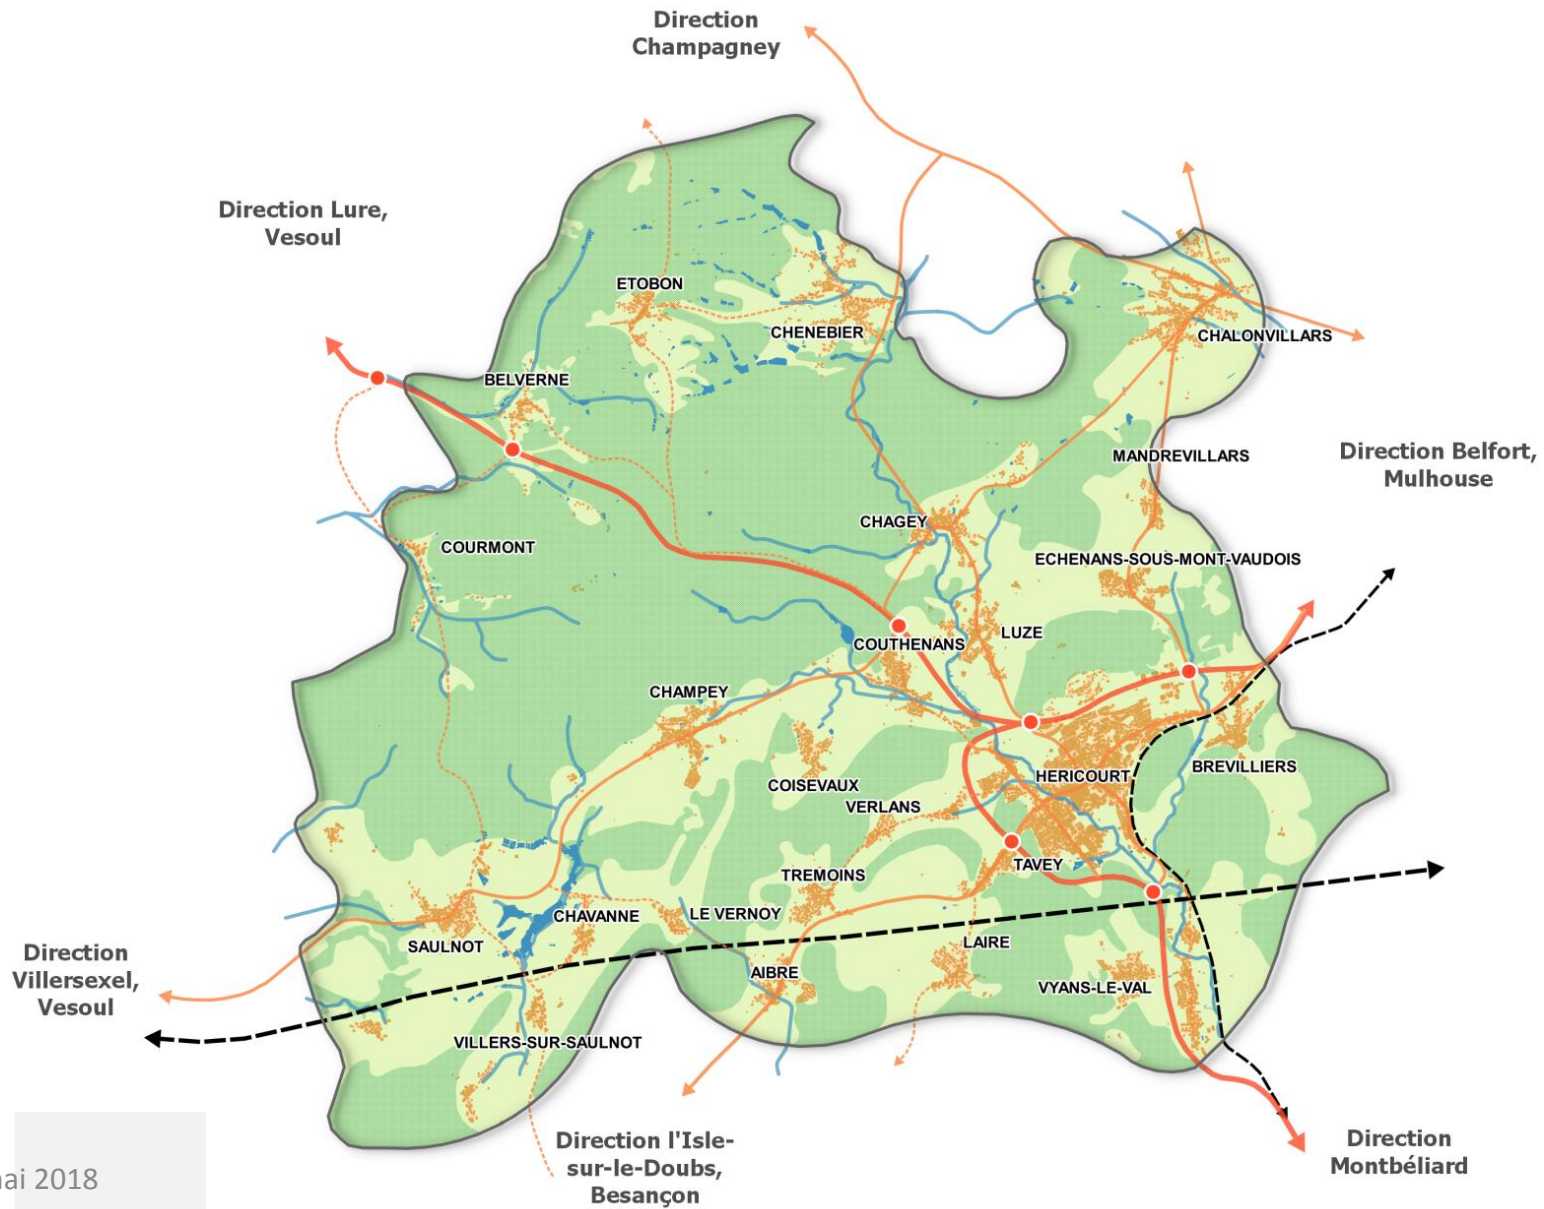 Direction
Champagney
Direction Lure,
Vesoul
ETOBON
CHENEBIER
CHALONVILLARS
BELVERNE
MANDREVILLARS
Direction Belfort,
Mulhouse
CHAGEY
COURMONT
ECHENANS-SOUS-MONT-VAUDOIS
LUZE
COUTHENANS
CHAMPEY
BREVILLIERS
HERICOURT
COISEVAUX
VERLANS
TAVEY
TREMOINS
LE VERNOY
CHAVANNE
SAULNOT
LAIRE
Direction
Villersexel,
Vesoul
AIBRE
VYANS-LE-VAL
VILLERS-SUR-SAULNOT
Direction l'Isle-
sur-le-Doubs,
Besançon
Direction
Montbéliard
ai 2018